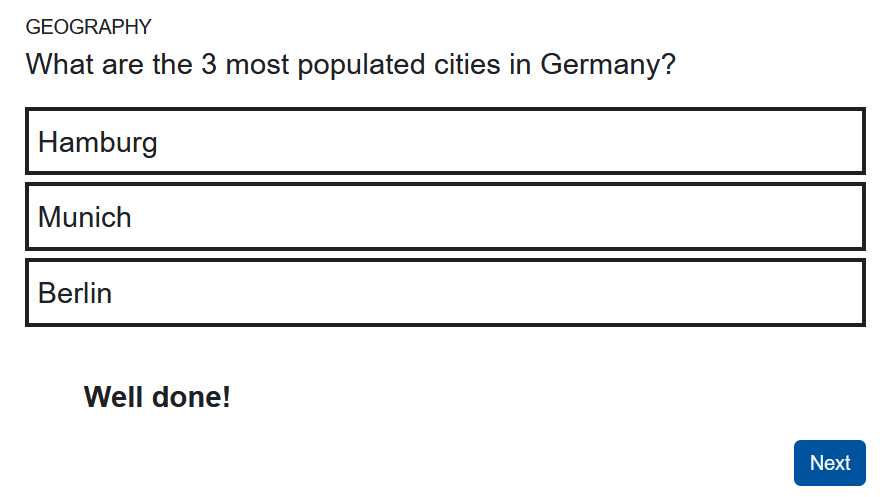 GEOGRAPHY
What are the 3 most populated cities in Germany?
Hamburg
Munich
Berlin
Well done!
Next